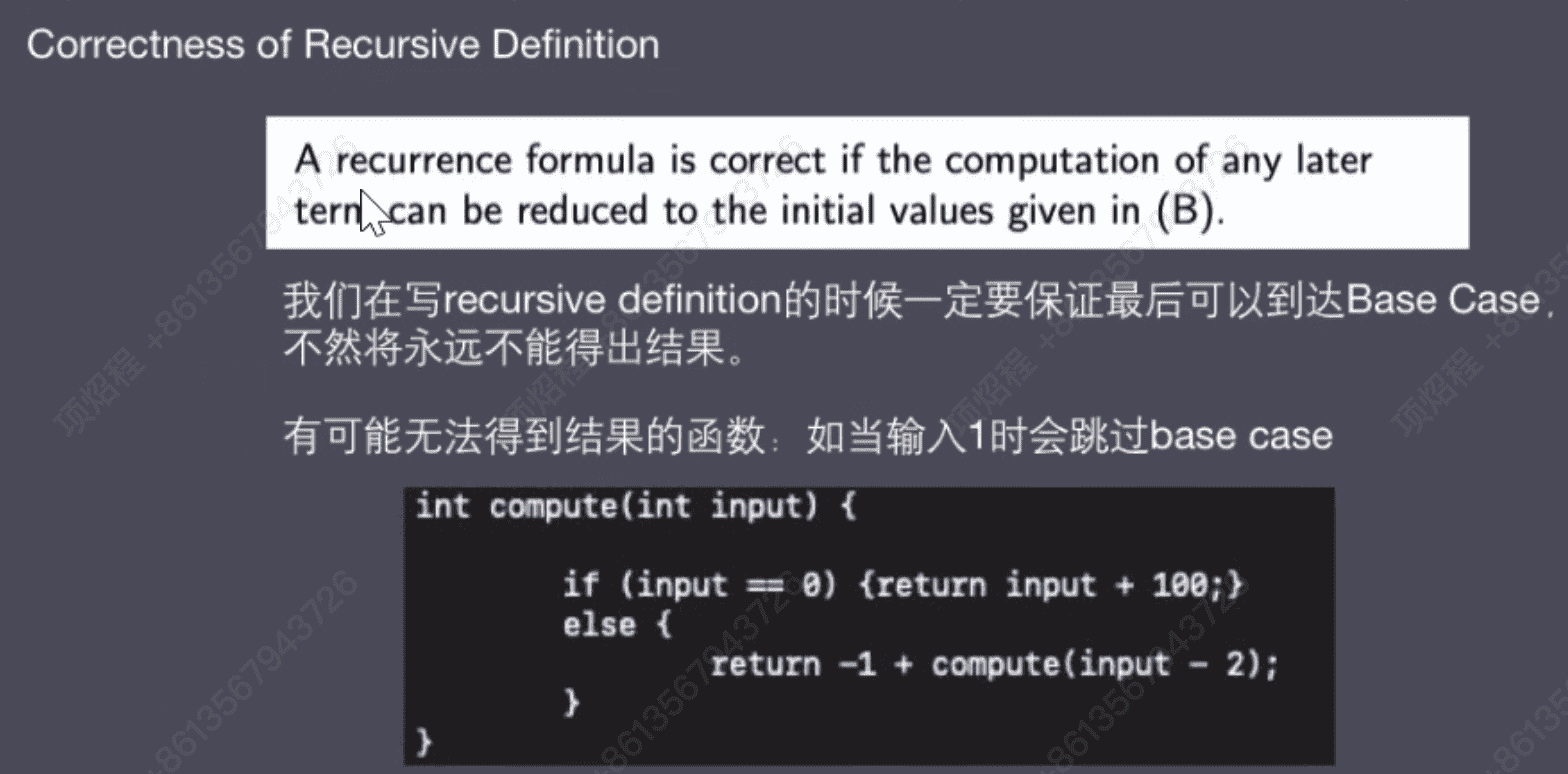 Correctness of Recursive Definition
A recurrence formula is correct if the computation of any later
term can be reduced to the initial values given in (B).
我们在写recursive definition的时候一定要保证最后可以到达Base Case，
不然将永远不能得出结果。
有可能无法得到结果的函数：如当输入1时会跳过base case
int compute(int input) {
if (input == 0) {return input + 100;}
else {
return -1 + compute(input - 2);
}
}
项炤程 +8613567943726